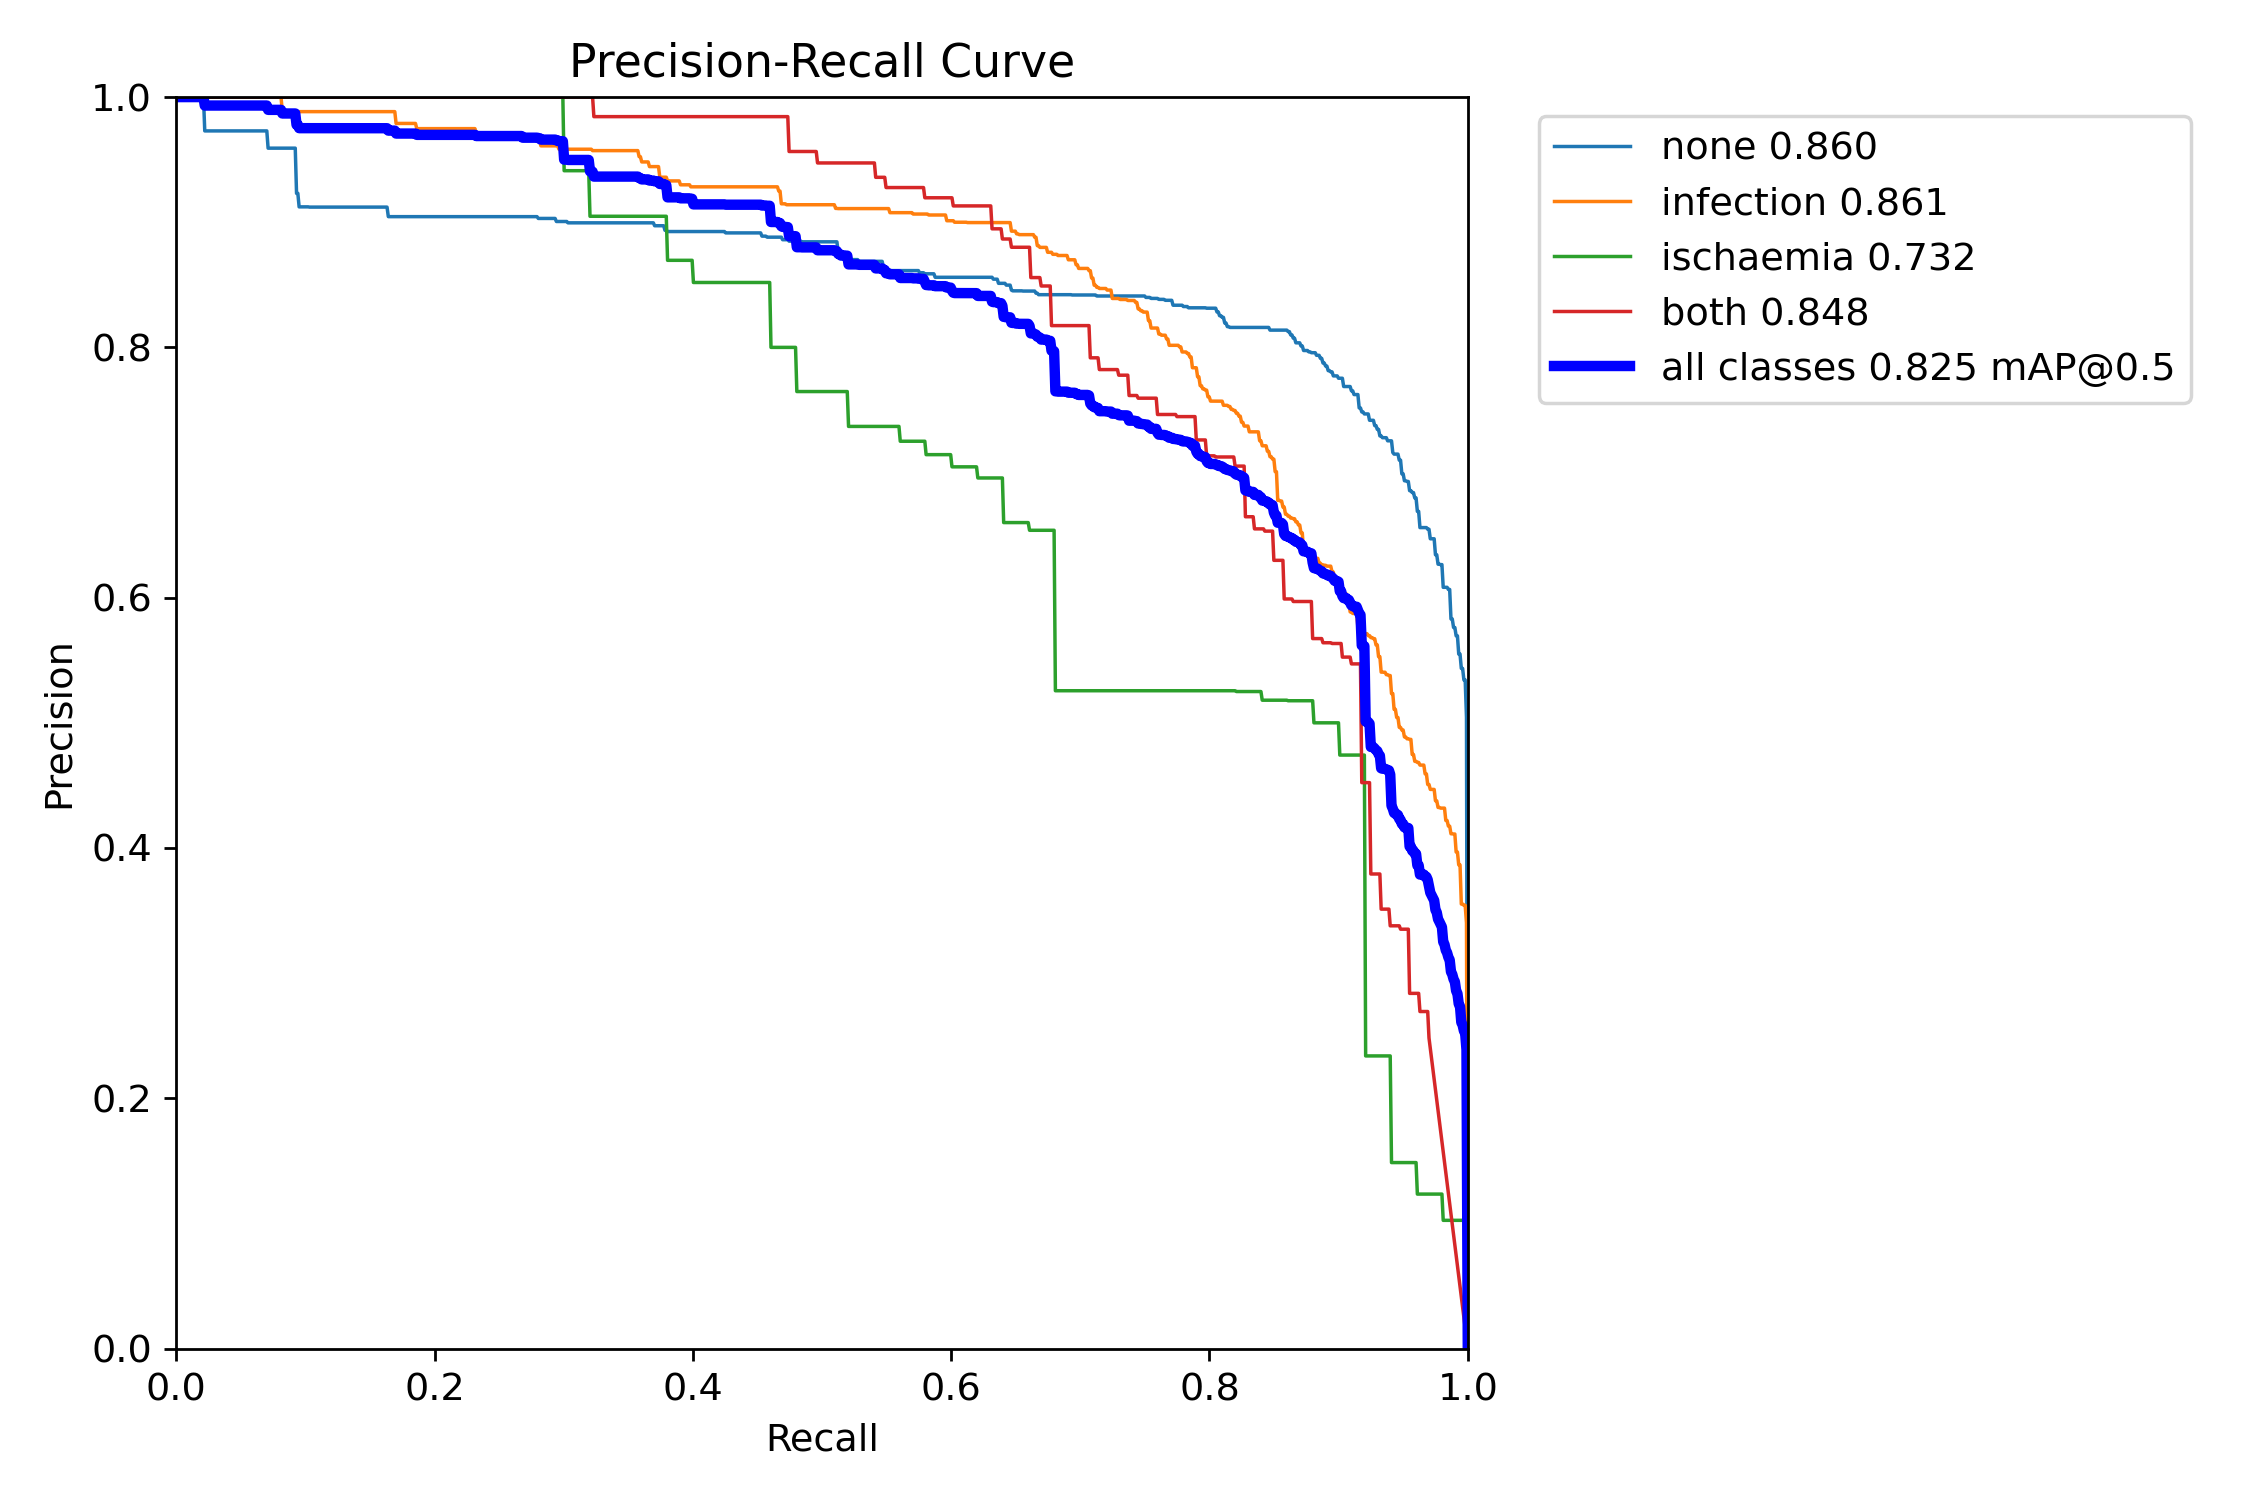 Precision-Recall Curve
1.0
0.8
0.6
0.4
0.2
0.0
Precision
0.0 0.2 0.4 0.6 0.8 1.0
Recall
none 0.860
infection 0.861
ischaemia 0.732
both 0.848
all classes 0.825 mAP@0.5